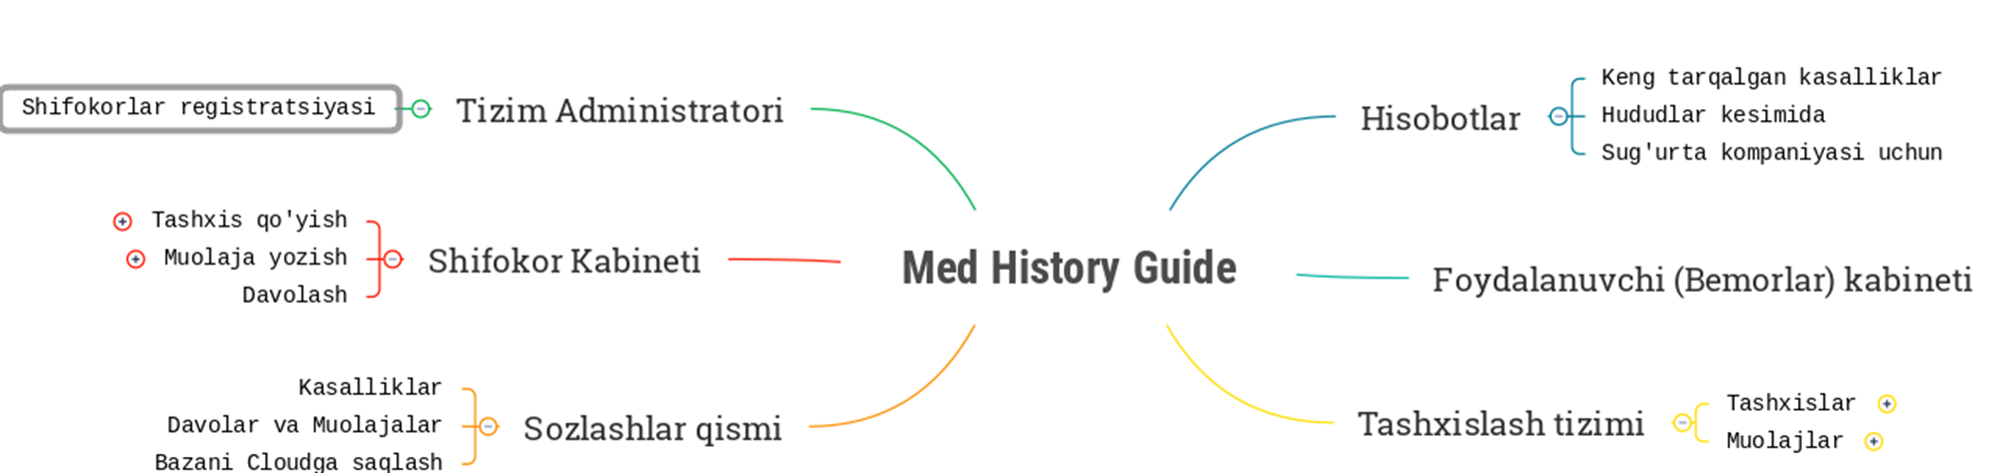 Med History Guide
Tizim Administratori
Shifokorlar registratsiyasi
Shifokor Kabineti
Tashxis qo'yish
Muolaja yozish
Davolash
Sozlashlar qismi
Kasalliklar
Davolar va Muolajalar
Bazani Cloudga saqlash
Hisobotlar
Keng tarqalgan kasalliklar
Hududlar kesimida
Sug'urta kompaniyasi uchun
Foydalanuvchi (Bemorlar) kabineti
Tashxislash tizimi
Tashxislar
Muolajlar